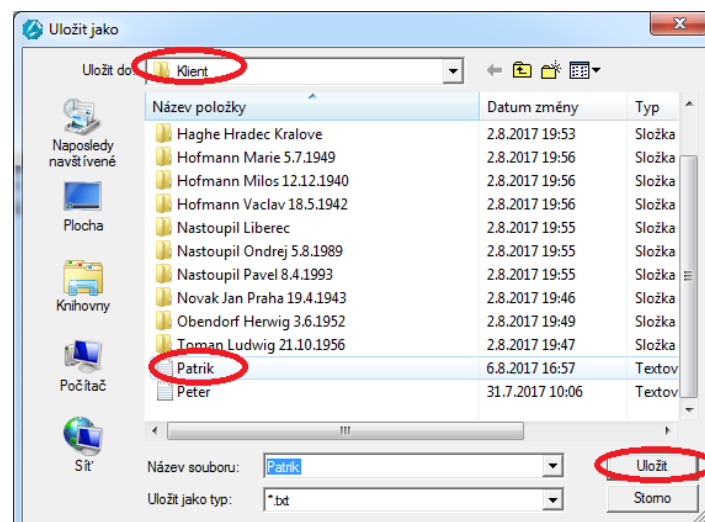 Uložit jako
Uložit do: Klient
Název položky Datum změny Typ
Haghe Hradec Kralove 2.8.2017 19:53 Složka
Hofmann Marie 5.7.1949 2.8.2017 19:56 Složka
Hofmann Milos 12.12.1940 2.8.2017 19:56 Složka
Hofmann Vaclav 18.5.1942 2.8.2017 19:56 Složka
Nastoupil Liberec 2.8.2017 19:55 Složka
Nastoupil Ondrej 5.8.1989 2.8.2017 19:55 Složka
Nastoupil Pavel 8.4.1993 2.8.2017 19:55 Složka
Novak Jan Praha 19.4.1943 2.8.2017 19:46 Složka
Obendorf Herwig 3.6.1952 2.8.2017 19:49 Složka
Toman Ludwig 21.10.1956 2.8.2017 19:47 Složka
Patrik 6.8.2017 16:57 Textov
Peter 31.7.2017 10:06 Textov
Naposledy
navštívené
Plocha
Knihovny
Počítač
Síť
Název souboru: Patrik Uložit
Uložit jako typ: *.txt Storno